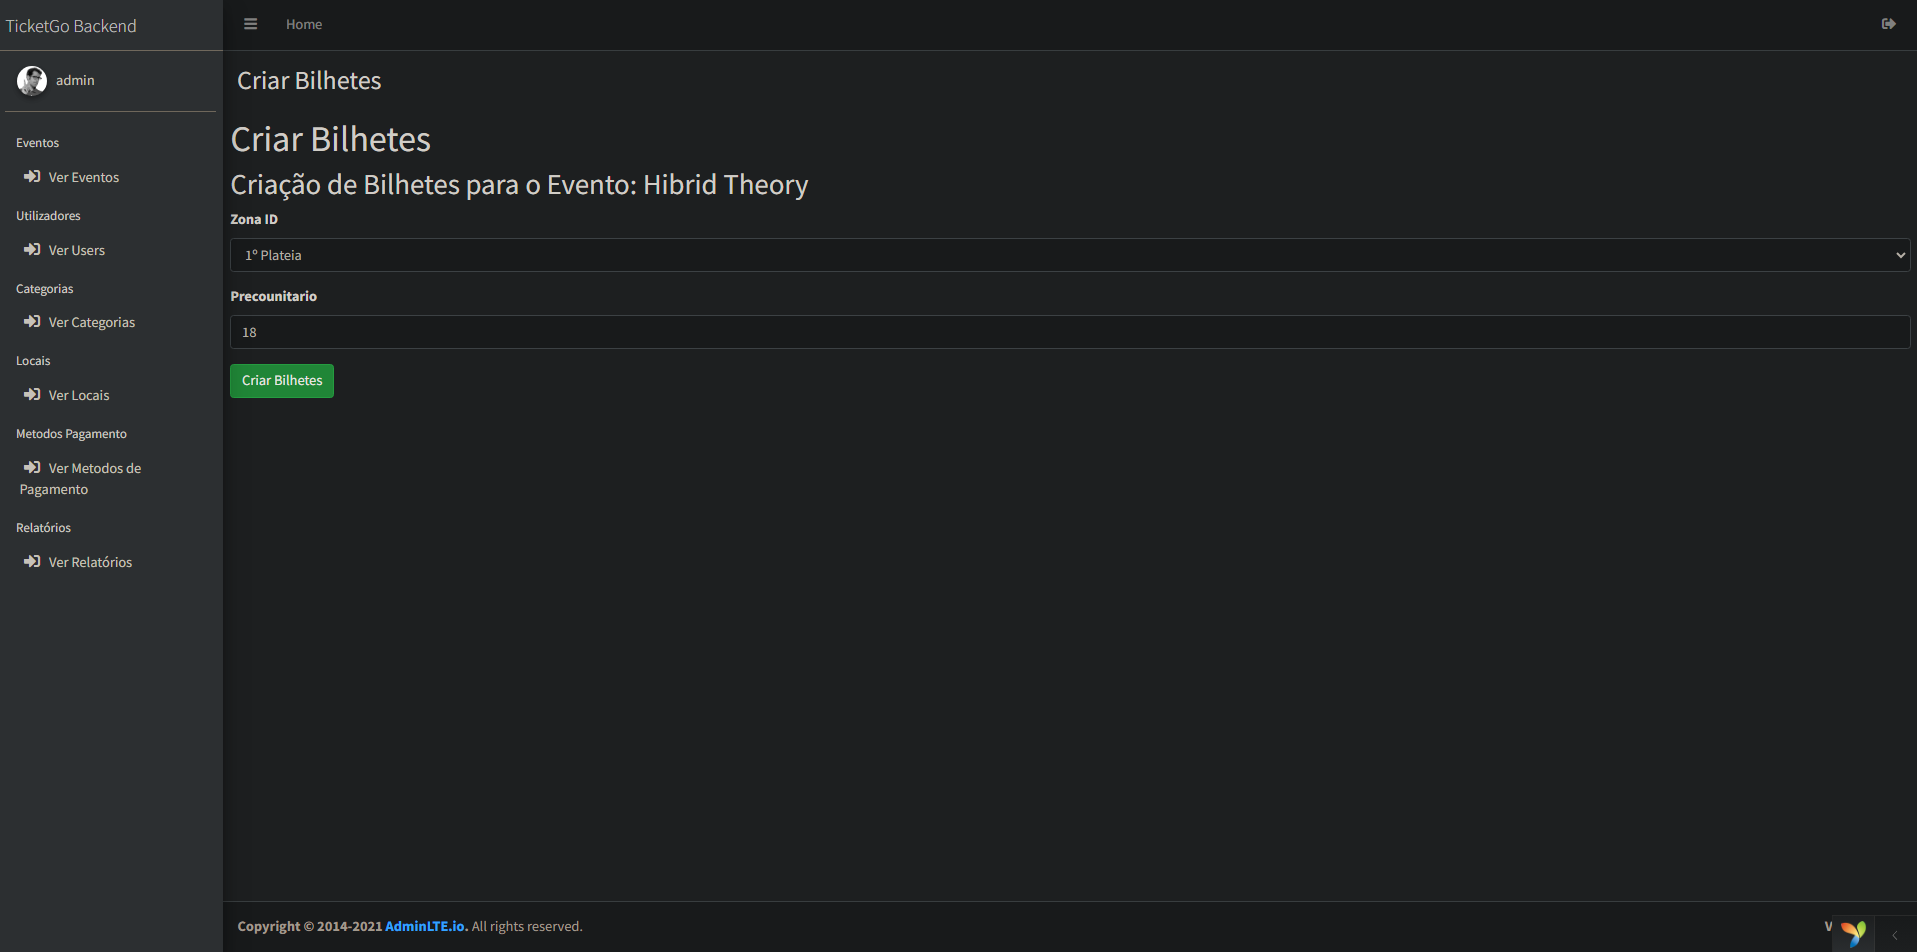 TicketGo Backend
Home
admin
Criar Bilhetes
Criar Bilhetes
Criação de Bilhetes para o Evento: Hibrid Theory
Zona ID
1º Plateia
Precounitario
18
Criar Bilhetes
Eventos
Ver Eventos
Utilizadores
Ver Users
Categorias
Ver Categorias
Locais
Ver Locais
Metodos Pagamento
Ver Metodos de
Pagamento
Relatórios
Ver Relatórios
Copyright © 2014-2021 AdminLTE.io. All rights reserved.